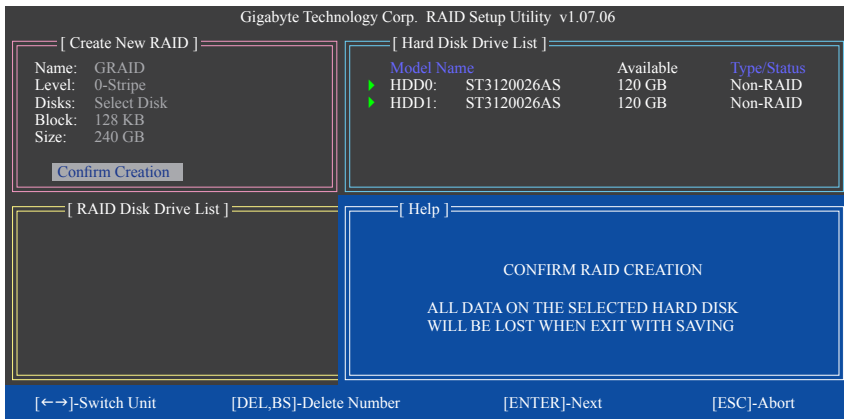 Gigabyte Technology Corp. RAID Setup Utility v1.07.06
[ Create New RAID ]
Name: GRAID
Level: 0-Stripe
Disks: Select Disk
Block: 128 KB
Size: 240 GB
Confirm Creation
[ Hard Disk Drive List ]
Model Name Available Type/Status
HDD0: ST3120026AS 120 GB Non-RAID
HDD1: ST3120026AS 120 GB Non-RAID
[ RAID Disk Drive List ]
[ Help ]
CONFIRM RAID CREATION
ALL DATA ON THE SELECTED HARD DISK
WILL BE LOST WHEN EXIT WITH SAVING
[←→]-Switch Unit [DEL,BS]-Delete Number [ENTER]-Next [ESC]-Abort